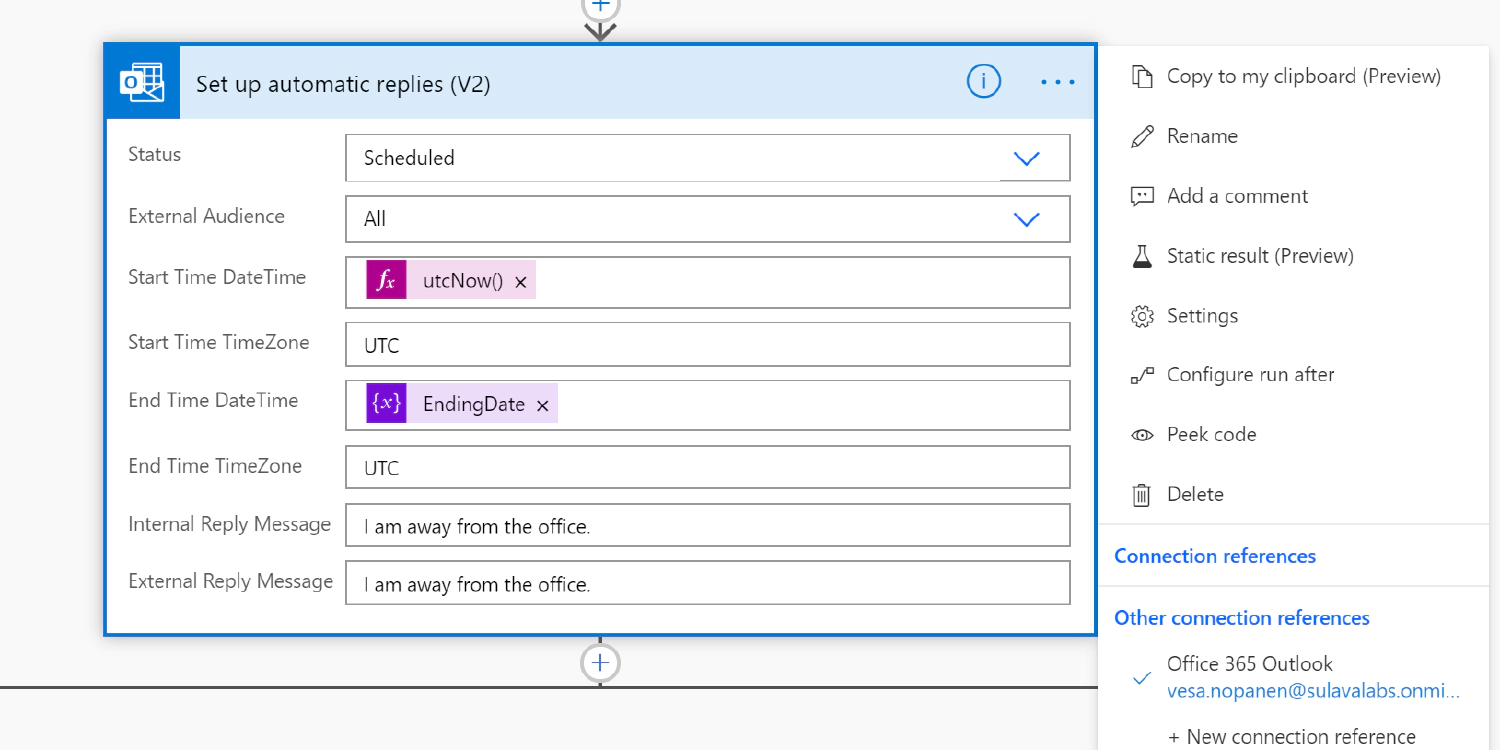 Set up automatic replies (V2)
Status
Scheduled
External Audience
All
Start Time DateTime
fx utcNow() ×
Start Time TimeZone
UTC
End Time DateTime
{x} EndingDate ×
End Time TimeZone
UTC
Internal Reply Message
I am away from the office.
External Reply Message
I am away from the office.
Copy to my clipboard (Preview)
Rename
Add a comment
Static result (Preview)
Settings
Configure run after
Peek code
Delete
Connection references
Other connection references
Office 365 Outlook
vesa.nopanen@sulavalabs.onmi...
+ New connection reference